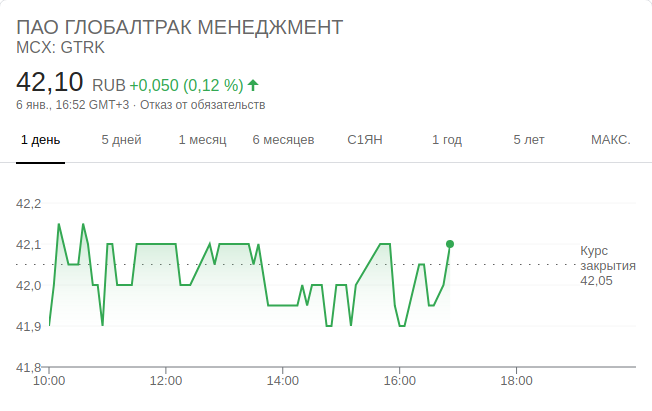 ПАО ГЛОБАЛТРАК МЕНЕДЖМЕНТ
MCX: GTRK
42,10 RUB +0,050 (0,12 %)
6 янв., 16:52 GMT+3 · Отказ от обязательств
1 день 5 дней 1 месяц 6 месяцев С1ЯН 1 год 5 лет МАКС.
42,2
42,1
42,0
41,9
41,8
Курс
закрытия
42,05
10:00 12:00 14:00 16:00 18:00